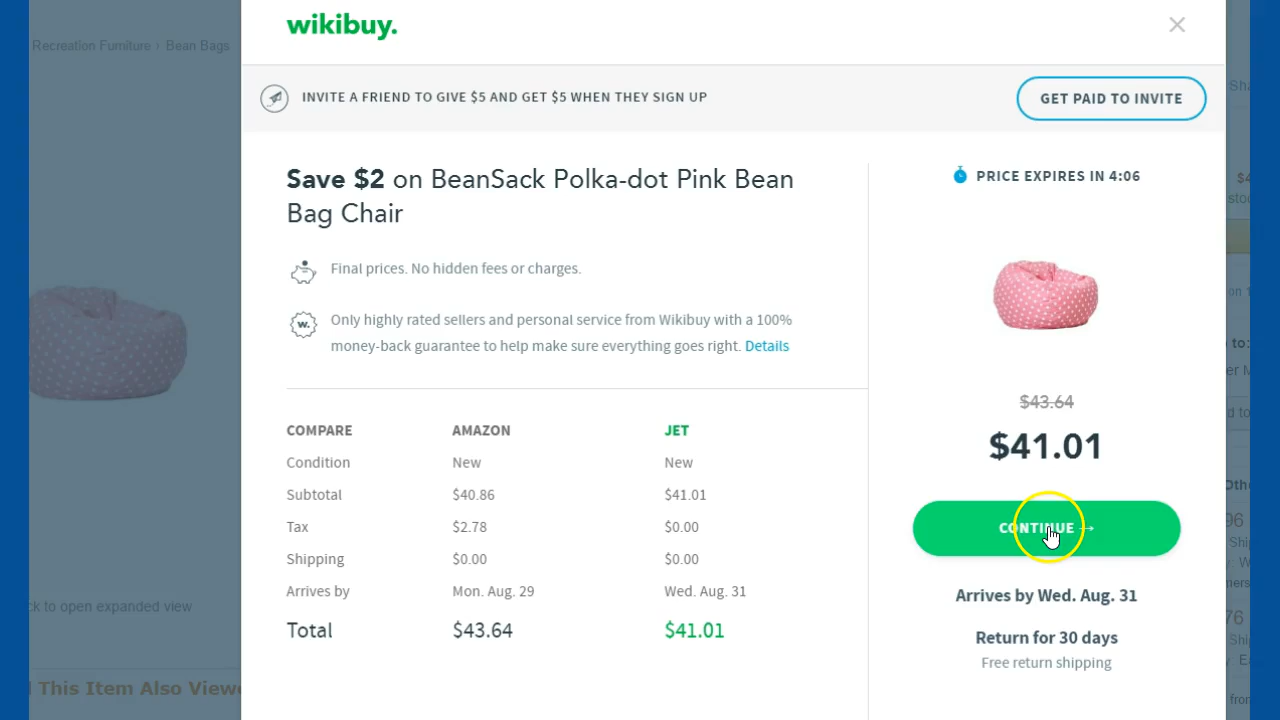 wikibuy.
Recreation Furniture › Bean Bags
INVITE A FRIEND TO GIVE $5 AND GET $5 WHEN THEY SIGN UP
GET PAID TO INVITE
Save $2 on BeanSack Polka-dot Pink Bean
Bag Chair
Final prices. No hidden fees or charges.
w.
Only highly rated sellers and personal service from Wikibuy with a 100%
money-back guarantee to help make sure everything goes right. Details
COMPARE AMAZON JET
Condition New New
Subtotal $40.86 $41.01
Tax $2.78 $0.00
Shipping $0.00 $0.00
Arrives by Mon. Aug. 29 Wed. Aug. 31
Total $43.64 $41.01
PRICE EXPIRES IN 4:06
$43.64
$41.01
CONTINUE →
Arrives by Wed. Aug. 31
Return for 30 days
Free return shipping
to open expanded view
This Item Also Viewe